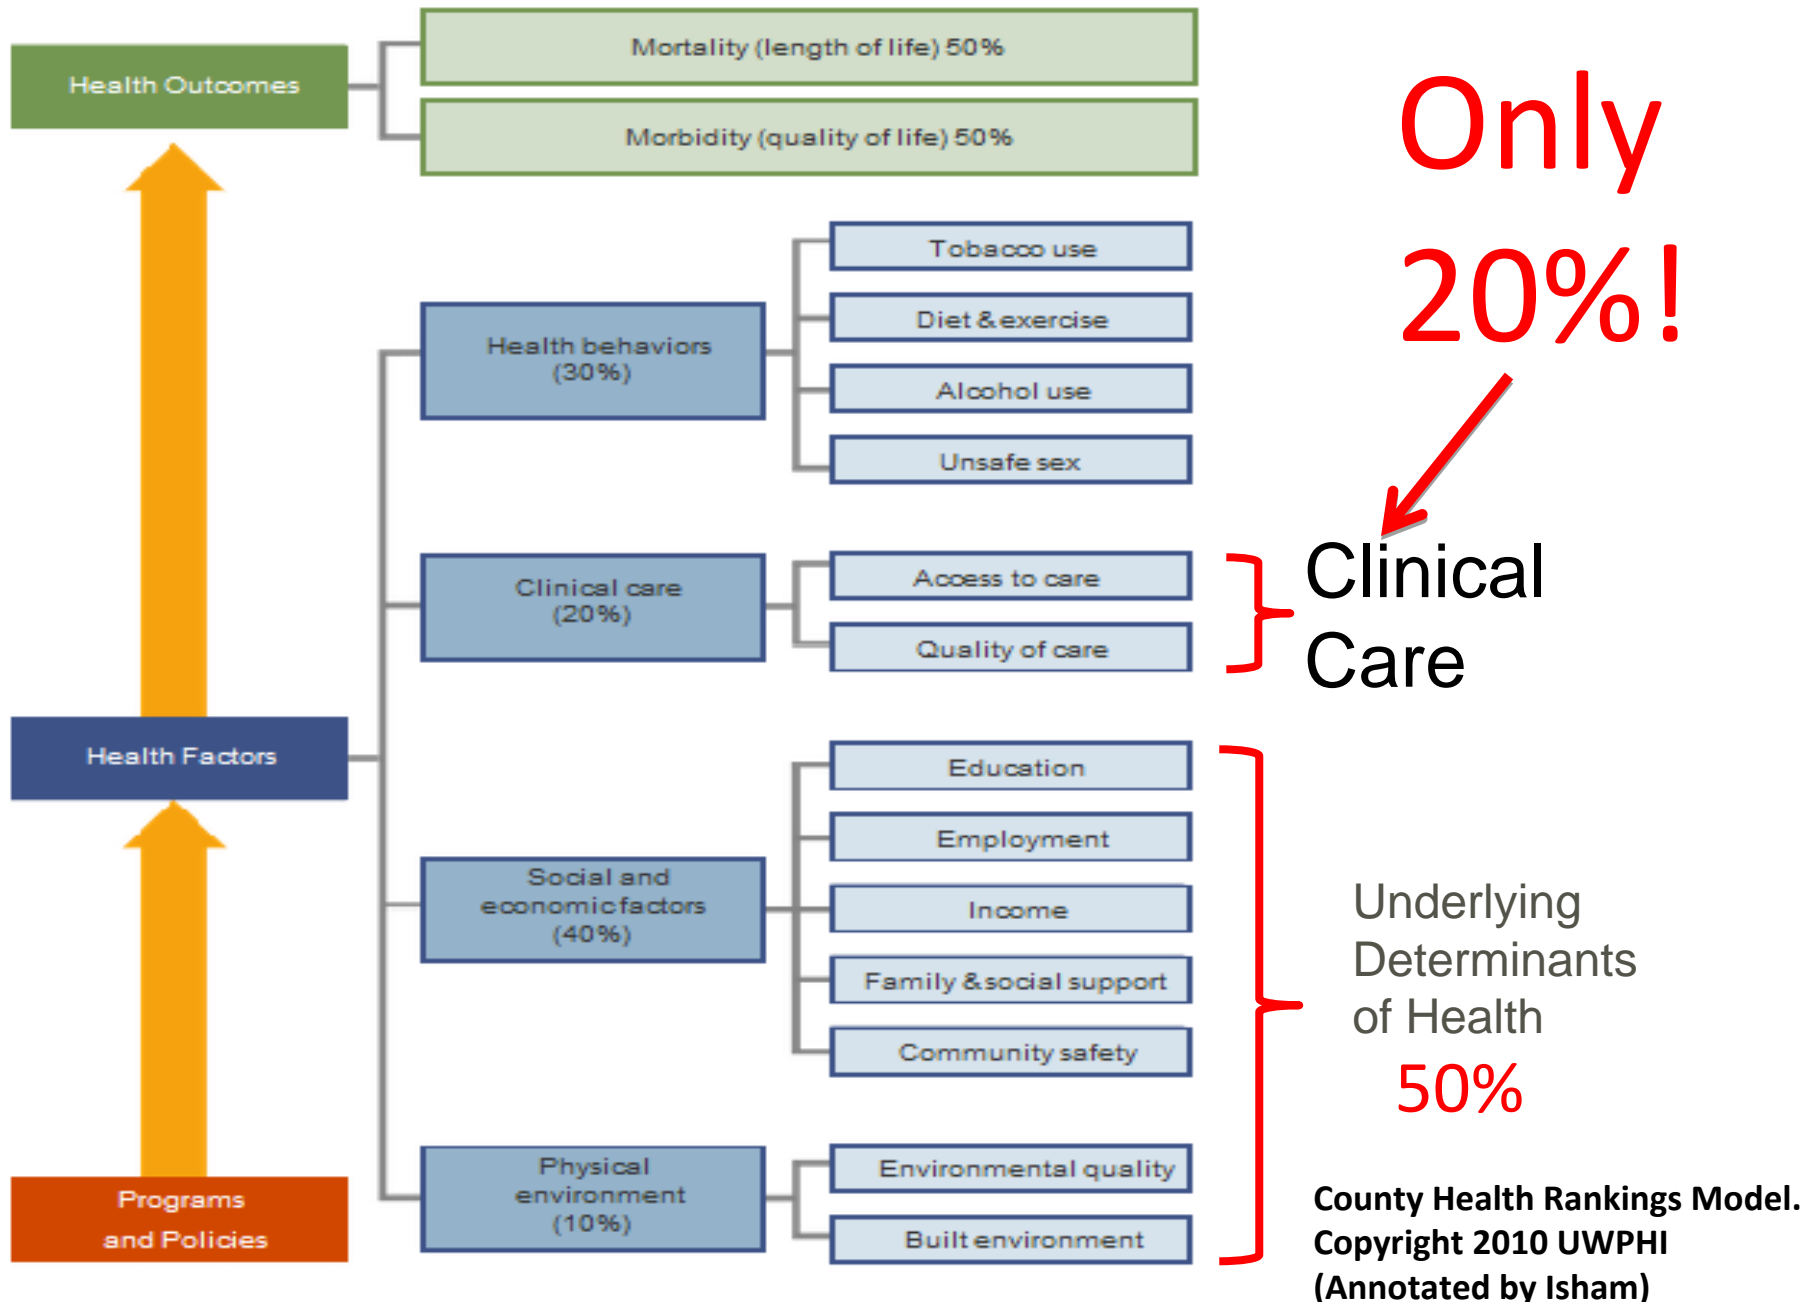 Health Outcomes
Mortality (length of life) 50%
Morbidity (quality of life) 50%
Only
20%!
Tobacco use
Diet & exercise
Alcohol use
Unsafe sex
Health behaviors
(30%)
Clinical care
(20%)
Access to care
Quality of care
Clinical
Care
Health Factors
Social and
economic factors
(40%)
Education
Employment
Income
Family & social support
Community safety
Underlying
Determinants
of Health
50%
Programs
and Policies
Physical
environment
(10%)
Environmental quality
Built environment
County Health Rankings Model.
Copyright 2010 UWPHI
(Annotated by Isham)